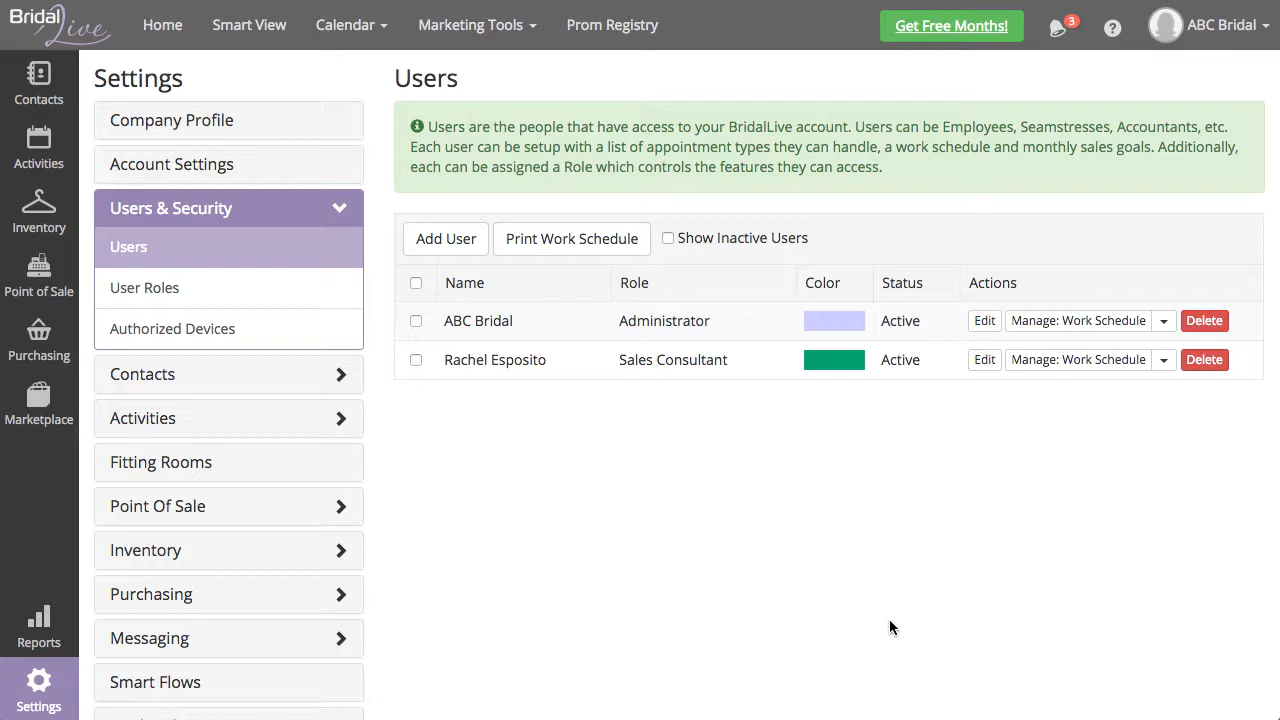 Bridal Live
Home
Smart View
Calendar
Marketing Tools
Prom Registry
Get Free Months!
3
ABC Bridal
Contacts
Activities
Inventory
Point of Sale
Purchasing
Marketplace
Reports
Settings
Settings
Company Profile
Account Settings
Users & Security
Users
User Roles
Authorized Devices
Contacts
Activities
Fitting Rooms
Point Of Sale
Inventory
Purchasing
Messaging
Smart Flows
Users
Users are the people that have access to your BridalLive account. Users can be Employees, Seamstresses, Accountants, etc.
Each user can be setup with a list of appointment types they can handle, a work schedule and monthly sales goals. Additionally,
each can be assigned a Role which controls the features they can access.
Add User
Print Work Schedule
Show Inactive Users
Name Role Color Status Actions
ABC Bridal Administrator Active Edit Manage: Work Schedule Delete
Rachel Esposito Sales Consultant Active Edit Manage: Work Schedule Delete